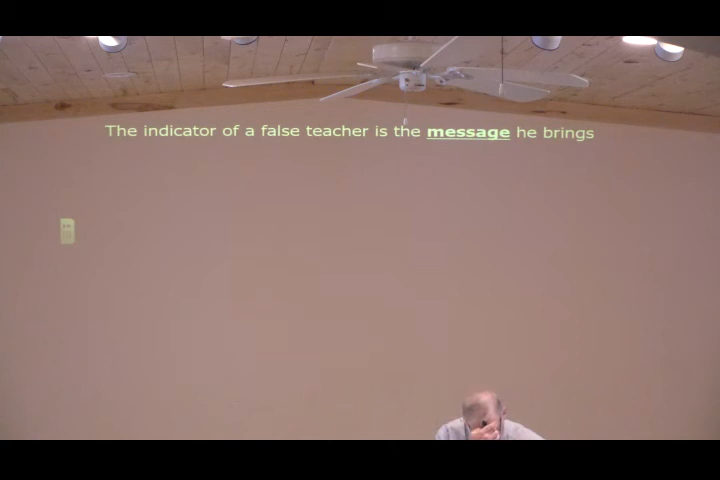 The indicator of a false teacher is the message he brings